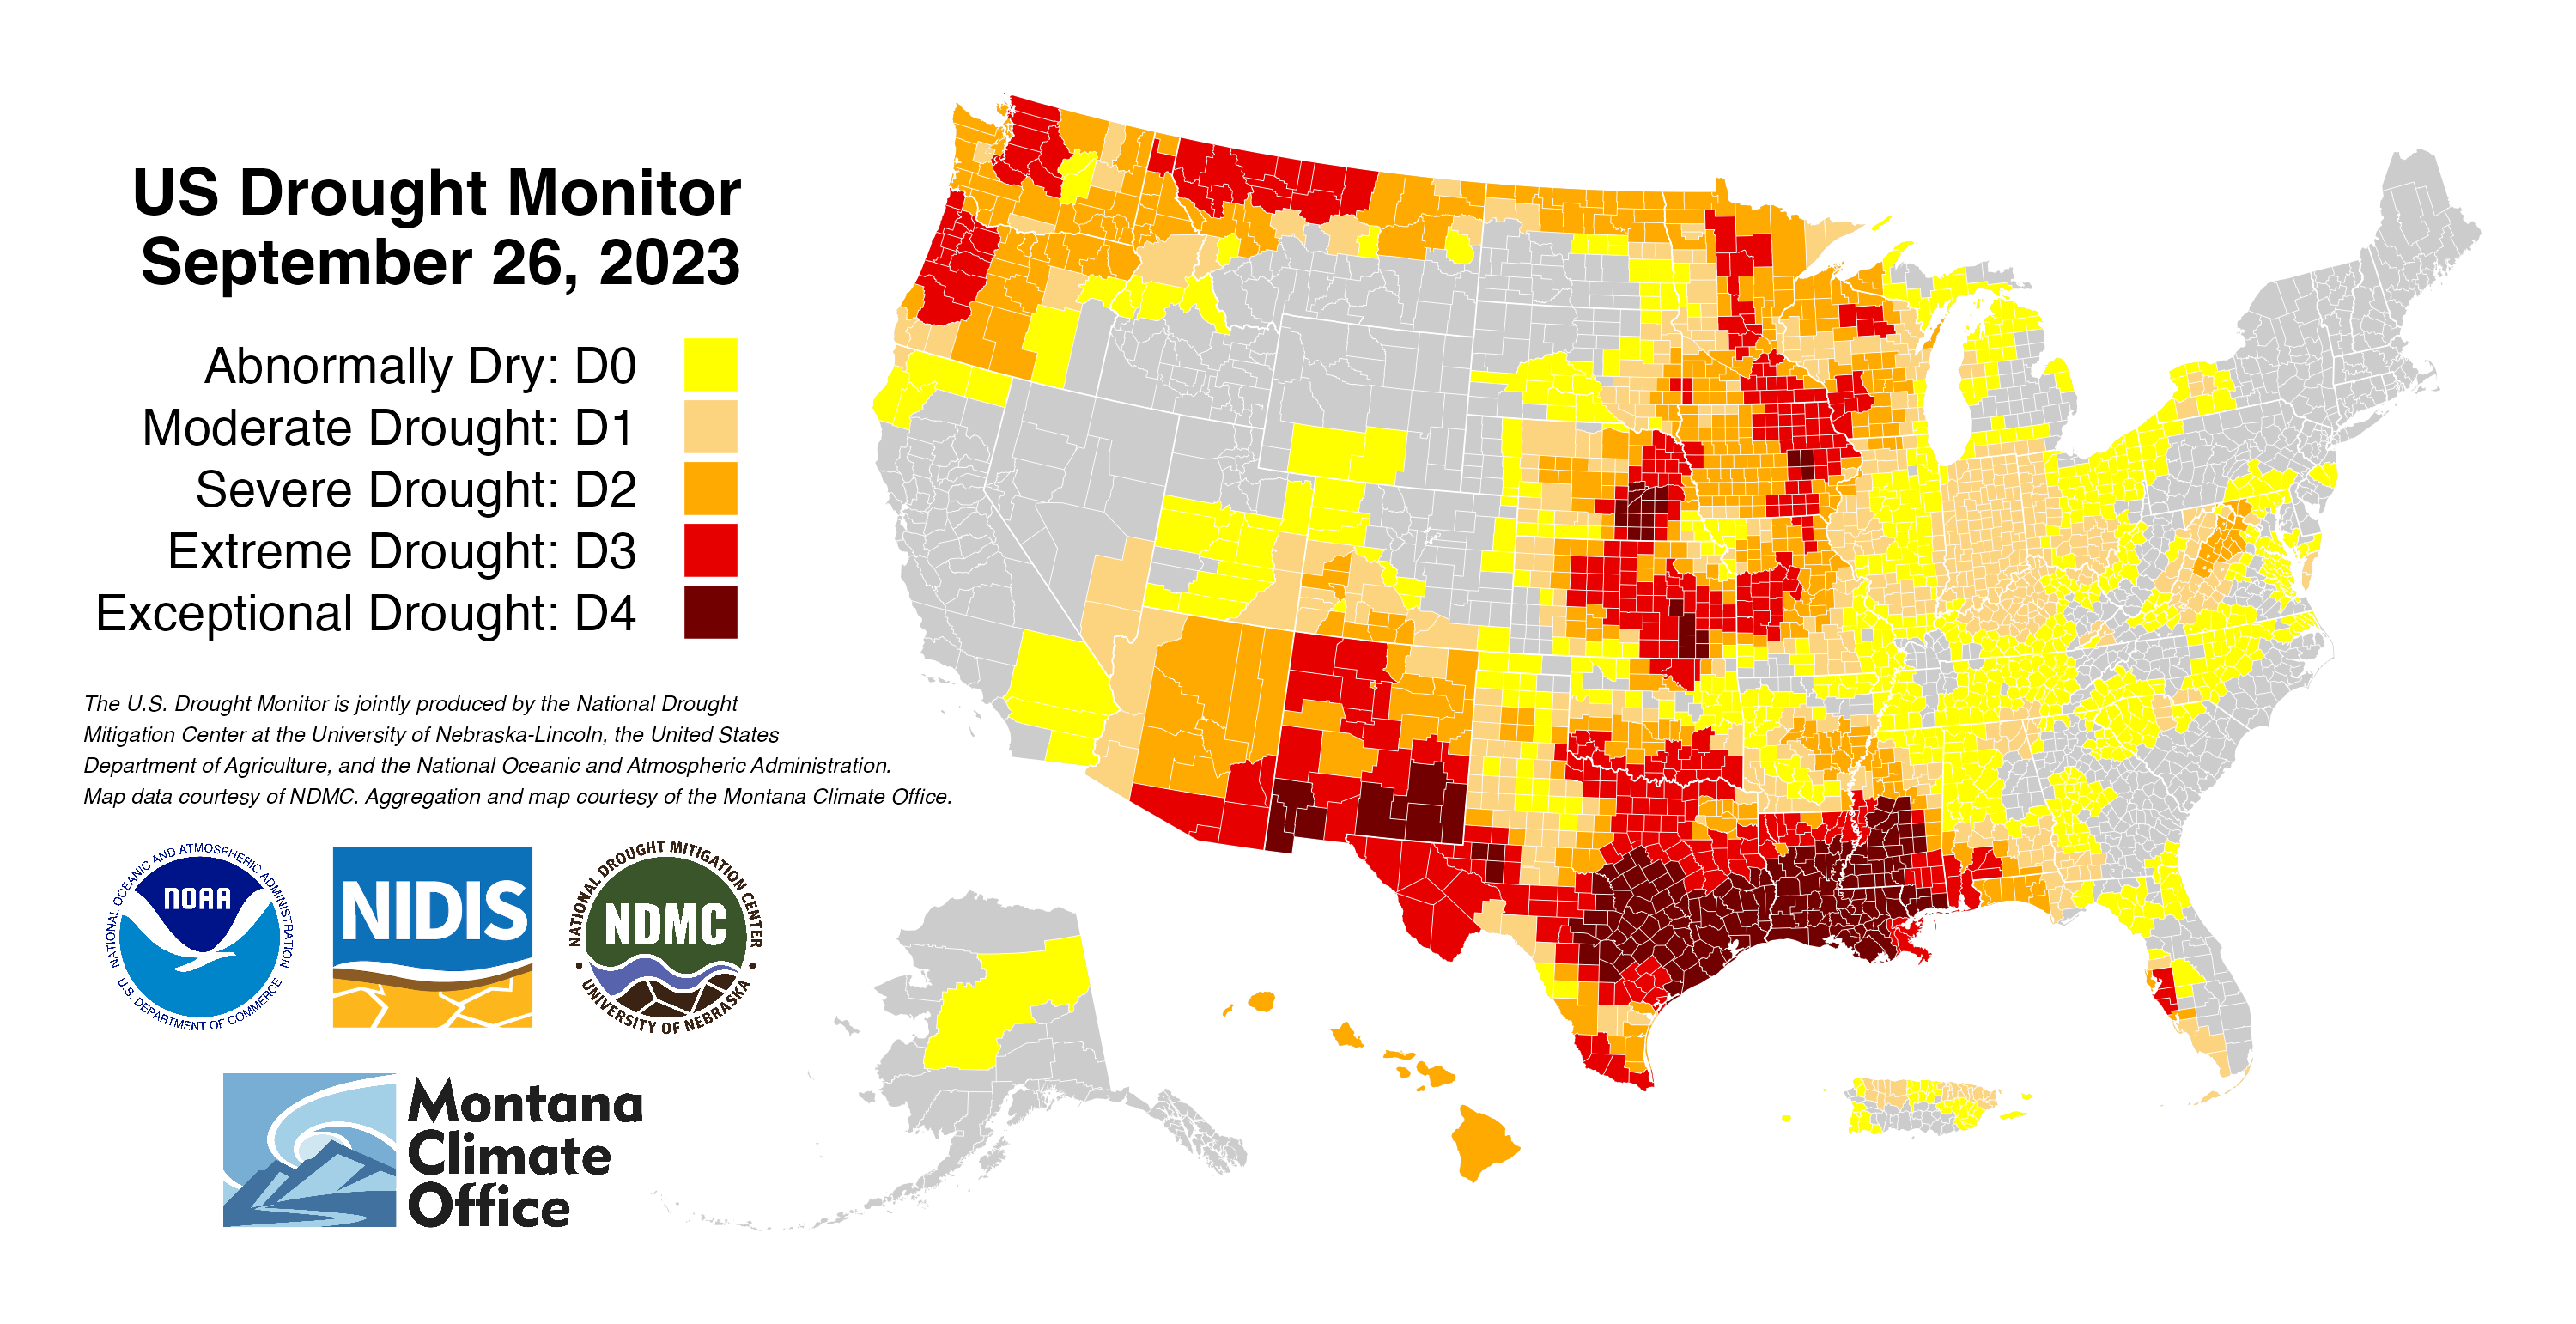 US Drought Monitor
September 26, 2023
Abnormally Dry: D0
Moderate Drought: D1
Severe Drought: D2
Extreme Drought: D3
Exceptional Drought: D4
The U.S. Drought Monitor is jointly produced by the National Drought
Mitigation Center at the University of Nebraska-Lincoln, the United States
Department of Agriculture, and the National Oceanic and Atmospheric Administration.
Map data courtesy of NDMC. Aggregation and map courtesy of the Montana Climate Office.
NATIONAL OCEANIC AND ATMOSPHERIC ADMINISTRATION
NOAA
U.S. DEPARTMENT OF COMMERCE
NIDIS
NATIONAL DROUGHT MITIGATION CENTER
NDMC
UNIVERSITY OF NEBRASKA
Montana
Climate
Office